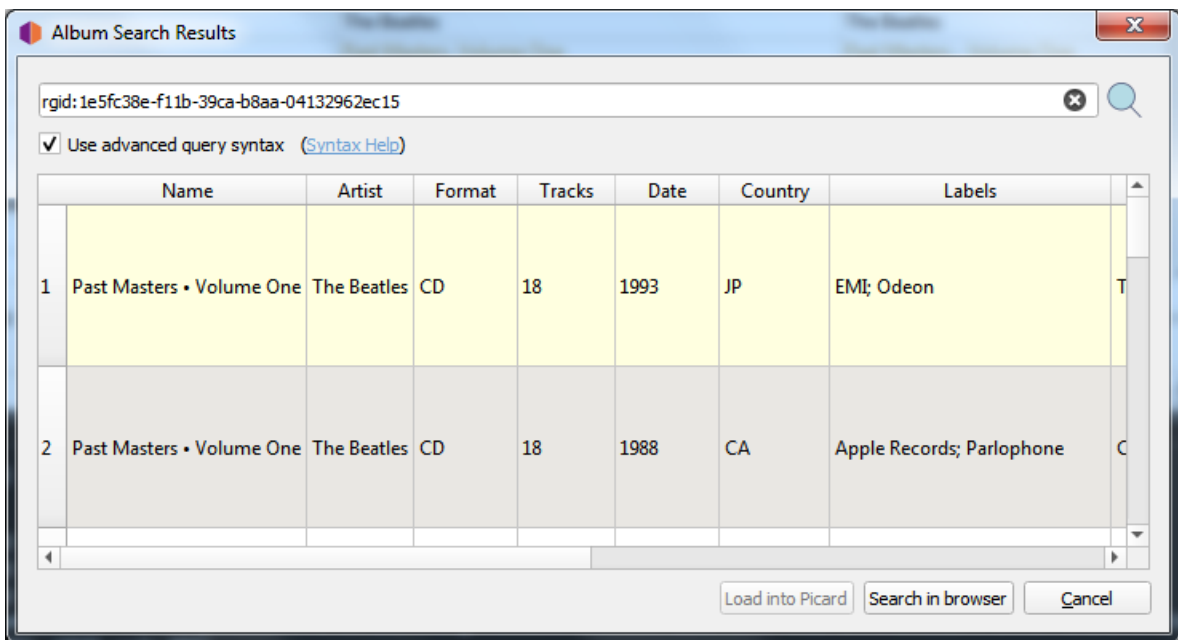 Album Search Results
rgid:1e5fc38e-f11b-39ca-b8aa-04132962ec15
Use advanced query syntax (Syntax Help)
Name Artist Format Tracks Date Country Labels
1 Past Masters • Volume One The Beatles CD 18 1993 JP EMI; Odeon T
2 Past Masters • Volume One The Beatles CD 18 1988 CA Apple Records; Parlophone C
Load into Picard Search in browser Cancel